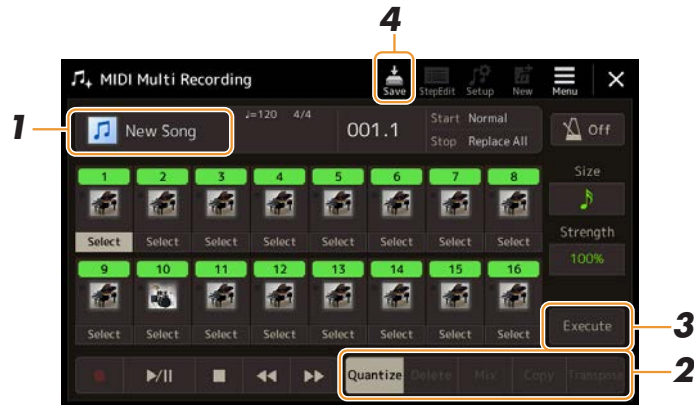 4
MIDI Multi Recording
Save StepEdit Setup New Menu
1
New Song
♩=120 4/4
001.1
Start Normal
Stop Replace All
Off
1 2 3 4 5 6 7 8
Size
Select Select Select Select Select Select Select Select
Strength
100%
9 10 11 12 13 14 15 16
Select Select Select Select Select Select Select Select
Execute
3
Quantize Delete Mix Copy Transpose
2